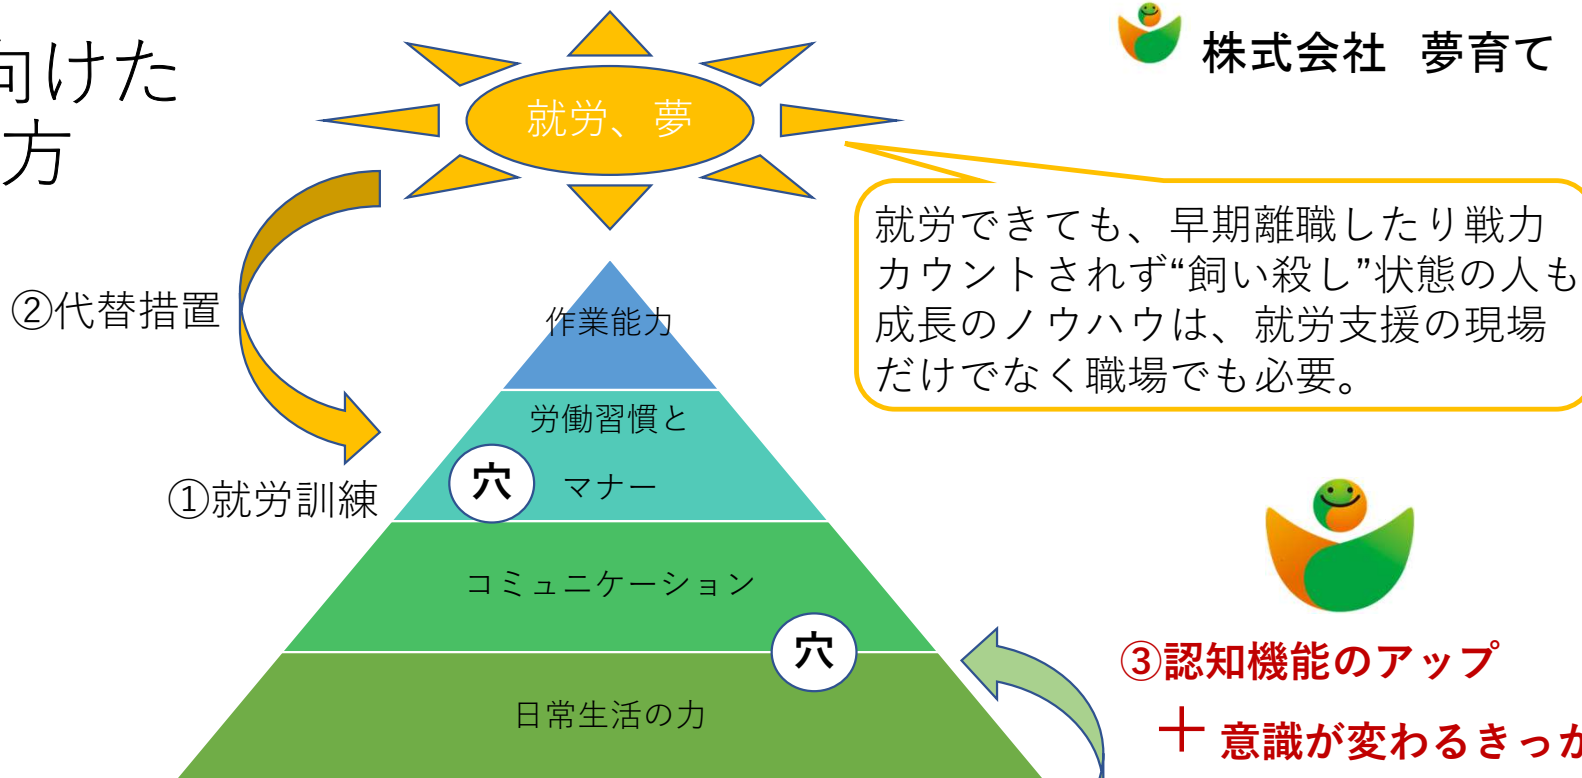 向けた
方
株式会社 夢育て
就労、夢
就労できても、早期離職したり戦力
カウントされず“飼い殺し”状態の人も
成長のノウハウは、就労支援の現場
だけでなく職場でも必要。
②代替措置
作業能力
労働習慣と
マナー
穴
①就労訓練
コミュニケーション
穴
日常生活の力
③認知機能のアップ
＋ 意識が変わるきっか